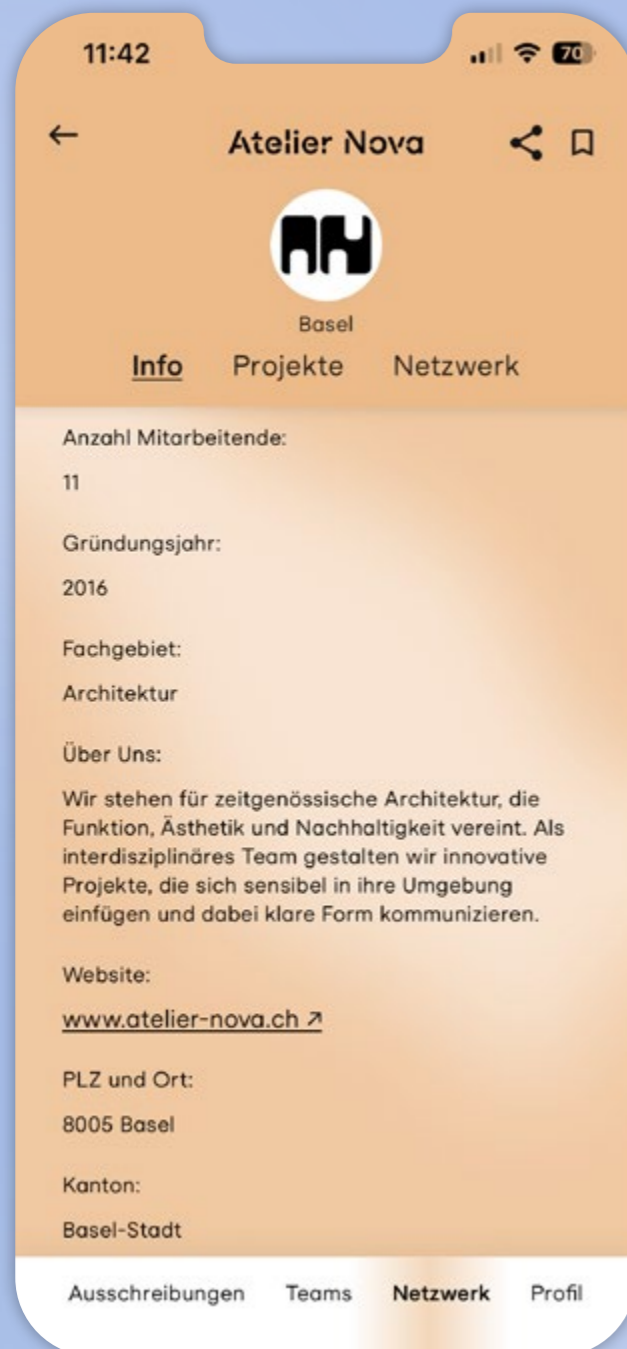 11:42
70
Atelier Nova
Basel
Info Projekte Netzwerk
Anzahl Mitarbeitende:
11
Gründungsjahr:
2016
Fachgebiet:
Architektur
Über Uns:
Wir stehen für zeitgenössische Architektur, die
Funktion, Ästhetik und Nachhaltigkeit vereint. Als
interdisziplinäres Team gestalten wir innovative
Projekte, die sich sensibel in ihre Umgebung
einfügen und dabei klare Form kommunizieren.
Website:
www.atelier-nova.ch ↗
PLZ und Ort:
8005 Basel
Kanton:
Basel-Stadt
Ausschreibungen Teams Netzwerk Profil